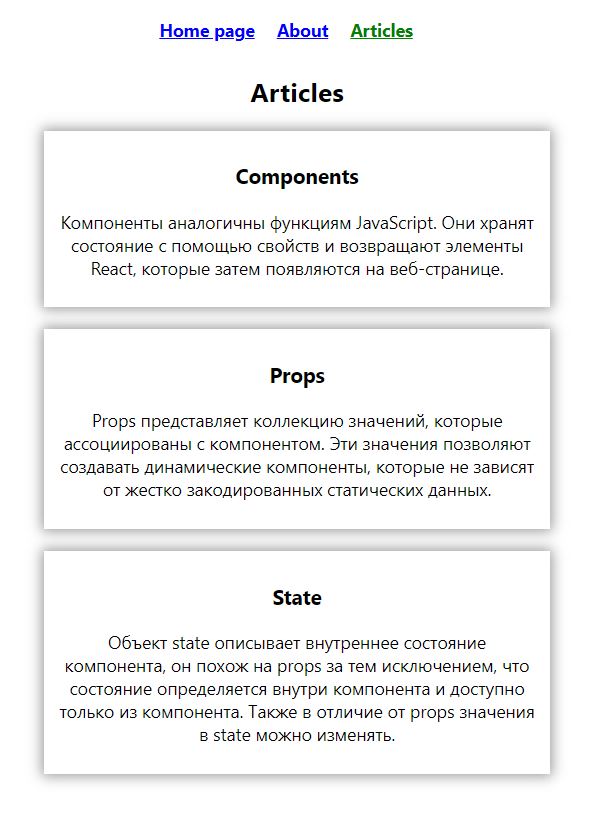 Home page About Articles
Articles
Components
Компоненты аналогичны функциям JavaScript. Они хранят
состояние с помощью свойств и возвращают элементы
React, которые затем появляются на веб-странице.
Props
Props представляет коллекцию значений, которые
ассоциированы с компонентом. Эти значения позволяют
создавать динамические компоненты, которые не зависят
от жестко закодированных статических данных.
State
Объект state описывает внутреннее состояние
компонента, он похож на props за тем исключением, что
состояние определяется внутри компонента и доступно
только из компонента. Также в отличие от props значения
в state можно изменять.